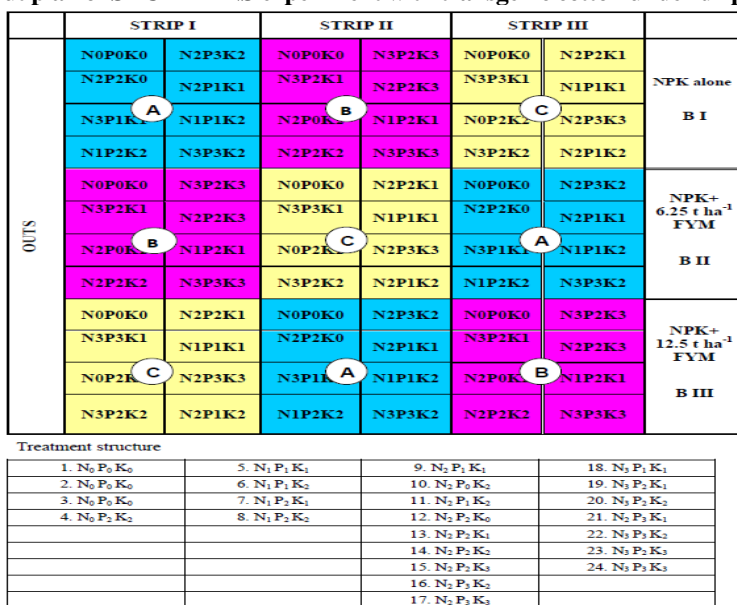 STRIP I STRIP II STRIP III
N0P0K0 N2P3K2 N0P0K0 N3P2K3 N0P0K0 N2P2K1
N2P2K0 N2P1K1 N3P2K1 N2P2K3 N3P3K1 N1P1K1 NPK alone
A B C
N3P1K1 N1P1K2 N2P0K2 N1P2K1 N0P2K2 N2P3K3 B I
N1P2K2 N3P3K2 N2P2K2 N3P3K3 N3P2K2 N2P1K2
N0P0K0 N3P2K3 N0P0K0 N2P2K1 N0P0K0 N2P3K2 NPK+
N3P2K1 N2P2K3 N3P3K1 N1P1K1 N2P2K0 N2P1K1 6.25 t ha⁻¹
FYM
OUTS
B C A
N2P0K N1P2K1 N0P2K2 N2P3K3 N3P1K1 N1P1K2 B II
N2P2K2 N3P3K3 N3P2K2 N2P1K2 N1P2K2 N3P3K2
N0P0K0 N2P2K1 N0P0K0 N2P3K2 N0P0K0 N3P2K3 NPK+
N3P3K1 N1P1K1 N2P2K0 N2P1K1 N3P2K1 N2P2K3 12.5 t ha⁻¹
FYM
C A B
N0P2K N2P3K3 N3P1K N1P1K2 N2P0K N1P2K1 B III
N3P2K2 N2P1K2 N1P2K2 N3P3K2 N2P2K2 N3P3K3
Treatment structure
1. N₀ P₀ K₀ 5. N₁ P₁ K₁ 9. N₂ P₁ K₁ 18. N₃ P₁ K₁
2. N₀ P₀ K₀ 6. N₁ P₁ K₂ 10. N₂ P₀ K₂ 19. N₃ P₂ K₁
3. N₀ P₀ K₀ 7. N₁ P₂ K₁ 11. N₂ P₁ K₂ 20. N₃ P₂ K₂
4. N₀ P₂ K₂ 8. N₁ P₂ K₂ 12. N₂ P₂ K₀ 21. N₃ P₃ K₁
13. N₂ P₂ K₁ 22. N₃ P₃ K₂
14. N₂ P₂ K₂ 23. N₃ P₂ K₃
15. N₂ P₂ K₃ 24. N₃ P₃ K₃
16. N₂ P₃ K₂
17. N₂ P₃ K₃